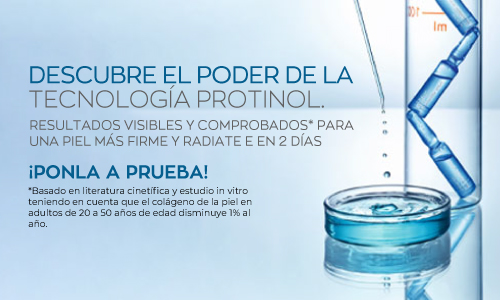 DESCUBRE EL PODER DE LA
TECNOLOGÍA PROTINOL.
RESULTADOS VISIBLES Y COMPROBADOS* PARA
UNA PIEL MÁS FIRME Y RADIATE E EN 2 DÍAS
¡PONLA A PRUEBA!
*Basado en literatura cinetífica y estudio in vitro
teniendo en cuenta que el colágeno de la piel en
adultos de 20 a 50 años de edad disminuye 1% al
año.
100
ml